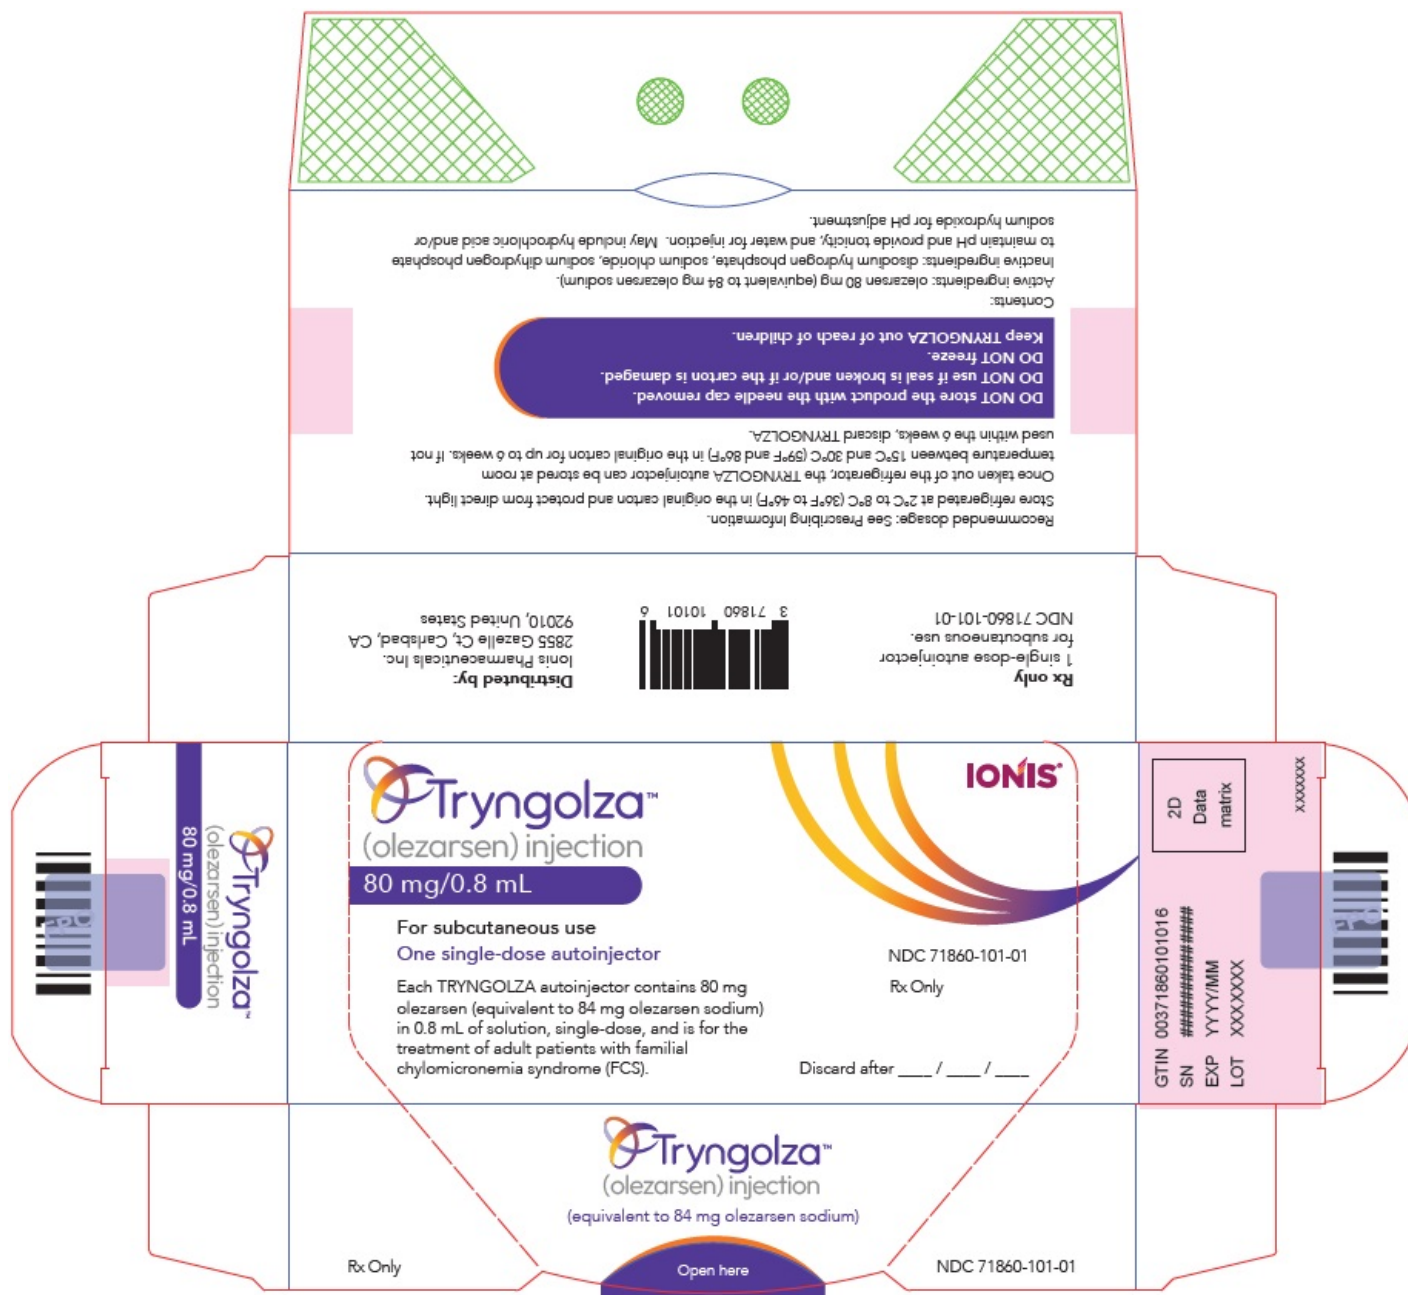 Recommended dosage: See Prescribing Information.
Store refrigerated at 2°C to 8°C (36°F to 46°F) in the original carton and protect from direct light.
Once taken out of the refrigerator, the TRYNGOLZA autoinjector can be stored at room
temperature between 15°C and 30°C (59°F and 86°F) in the original carton for up to 6 weeks. If not
used within the 6 weeks, discard TRYNGOLZA.
DO NOT store the product with the needle cap removed.
DO NOT use if seal is broken and/or if the carton is damaged.
DO NOT freeze.
Keep TRYNGOLZA out of reach of children.
Contents:
Active ingredients: olezarsen 80 mg (equivalent to 84 mg olezarsen sodium).
Inactive ingredients: disodium hydrogen phosphate, sodium chloride, sodium dihydrogen phosphate
to maintain pH and provide tonicity, and water for injection. May include hydrochloric acid and/or
sodium hydroxide for pH adjustment.
Rx only
1 single-dose autoinjector
for subcutaneous use.
NDC 71860-101-01
3 71860 10101 6
Distributed by:
Ionis Pharmaceuticals Inc.
2855 Gazelle Ct, Carlsbad, CA
92010, United States
FPO
Tryngolza™
(olezarsen) injection
80 mg/0.8 mL
Tryngolza™
(olezarsen) injection
80 mg/0.8 mL
For subcutaneous use
One single-dose autoinjector
Each TRYNGOLZA autoinjector contains 80 mg
olezarsen (equivalent to 84 mg olezarsen sodium)
in 0.8 mL of solution, single-dose, and is for the
treatment of adult patients with familial
chylomicronemia syndrome (FCS).
IONIS®
NDC 71860-101-01
Rx Only
Discard after ____ / ____ / ____
2D
Data
matrix
XXXXXXXX
GTIN 00371860101016
SN ############
EXP YYYY/MM
LOT XXXXXXX
FPO
Tryngolza™
(olezarsen) injection
(equivalent to 84 mg olezarsen sodium)
Rx Only
Open here
NDC 71860-101-01